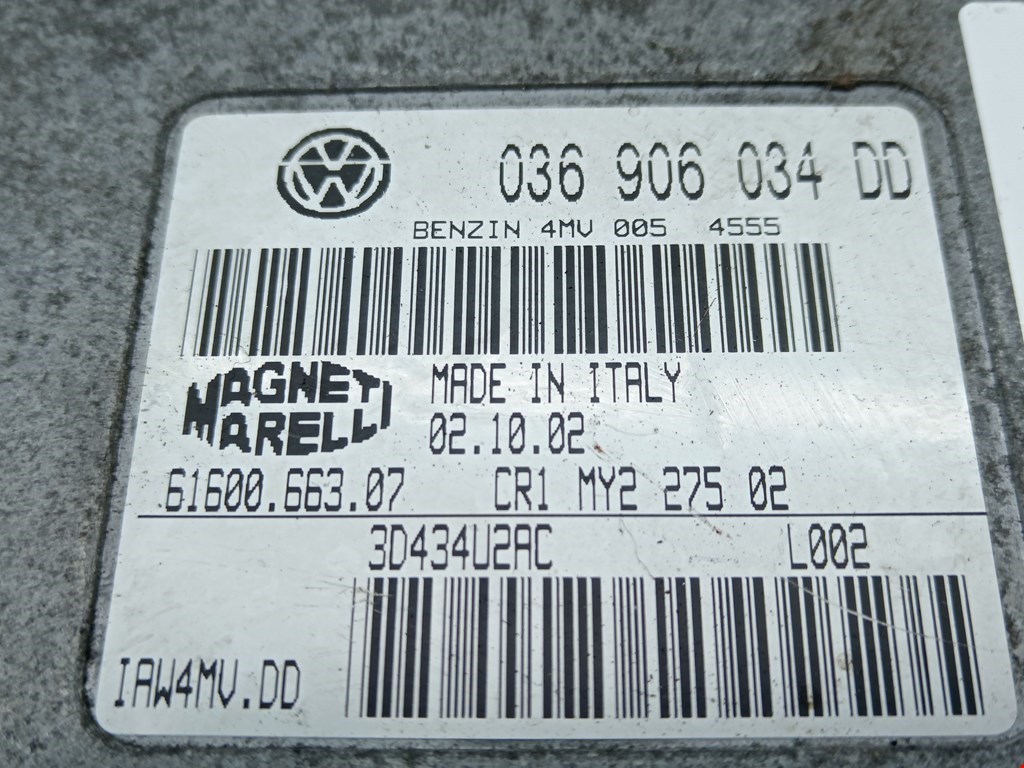 036 906 034 DD
BENZIN 4MV 005 4555
MAGNETI MARELLI
MADE IN ITALY
02.10.02
61600.663.07 CR1 MY2 275 02
3D434U2AC L002
IAW4MV.DD